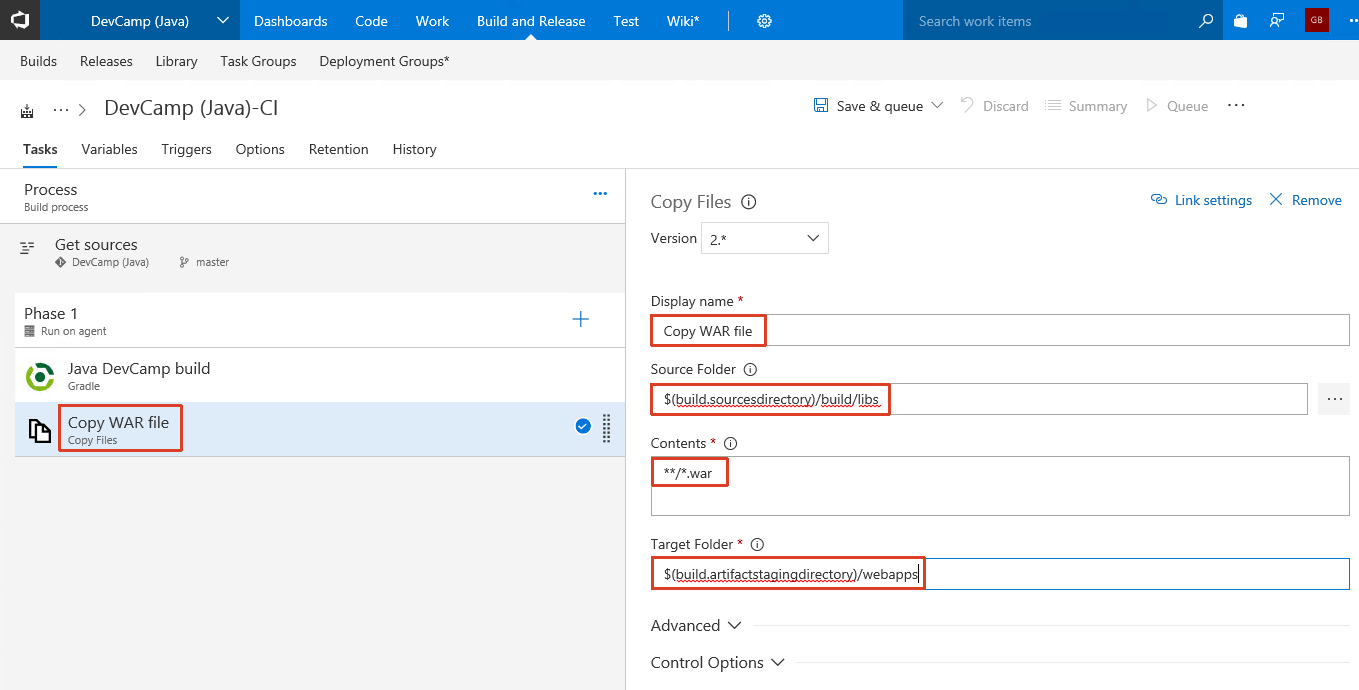 DevCamp (Java) Dashboards Code Work Build and Release Test Wiki* Search work items GB
Builds Releases Library Task Groups Deployment Groups*
... > DevCamp (Java)-CI Save & queue Discard Summary Queue ...
Tasks Variables Triggers Options Retention History
Process ...
Build process
Get sources
DevCamp (Java) master
Phase 1
Run on agent
Java DevCamp build
Gradle
Copy WAR file
Copy Files
Copy Files Link settings Remove
Version 2.*
Display name *
Copy WAR file
Source Folder
$(build.sourcesdirectory)/build/libs ...
Contents *
**/*.war
Target Folder *
$(build.artifactstagingdirectory)/webapps
Advanced
Control Options